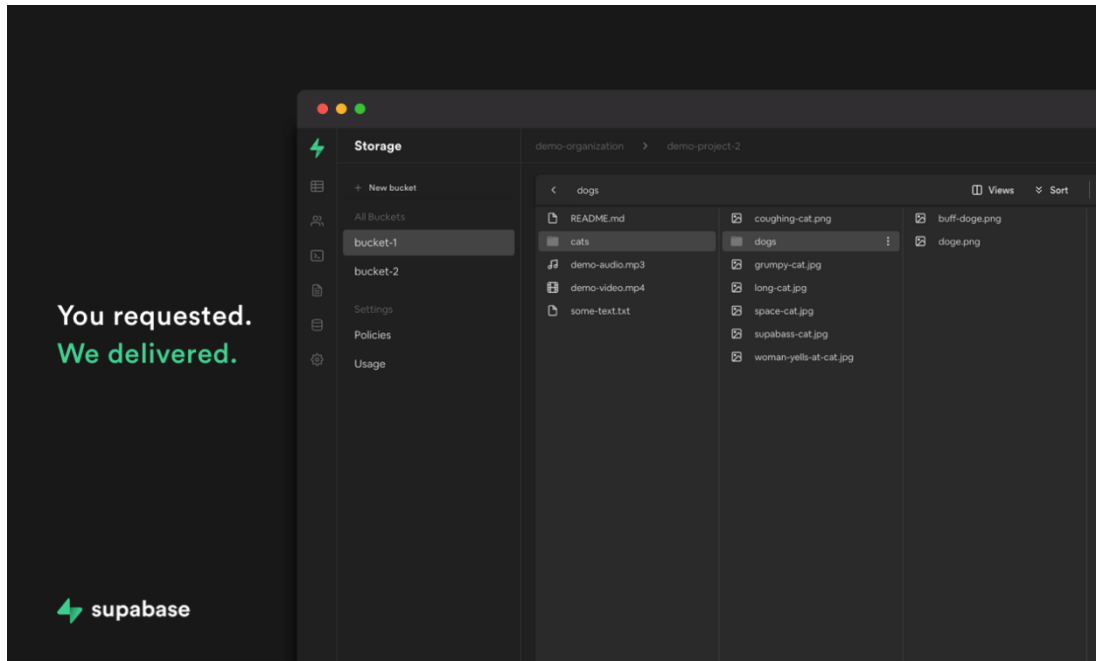 You requested.
We delivered.
supabase
Storage
demo-organization > demo-project-2
+ New bucket
All Buckets
bucket-1
bucket-2
Settings
Policies
Usage
< dogs
Views
Sort
README.md
cats
demo-audio.mp3
demo-video.mp4
some-text.txt
coughing-cat.png
dogs
grumpy-cat.jpg
long-cat.jpg
space-cat.jpg
supabass-cat.jpg
woman-yells-at-cat.jpg
buff-doge.png
doge.png